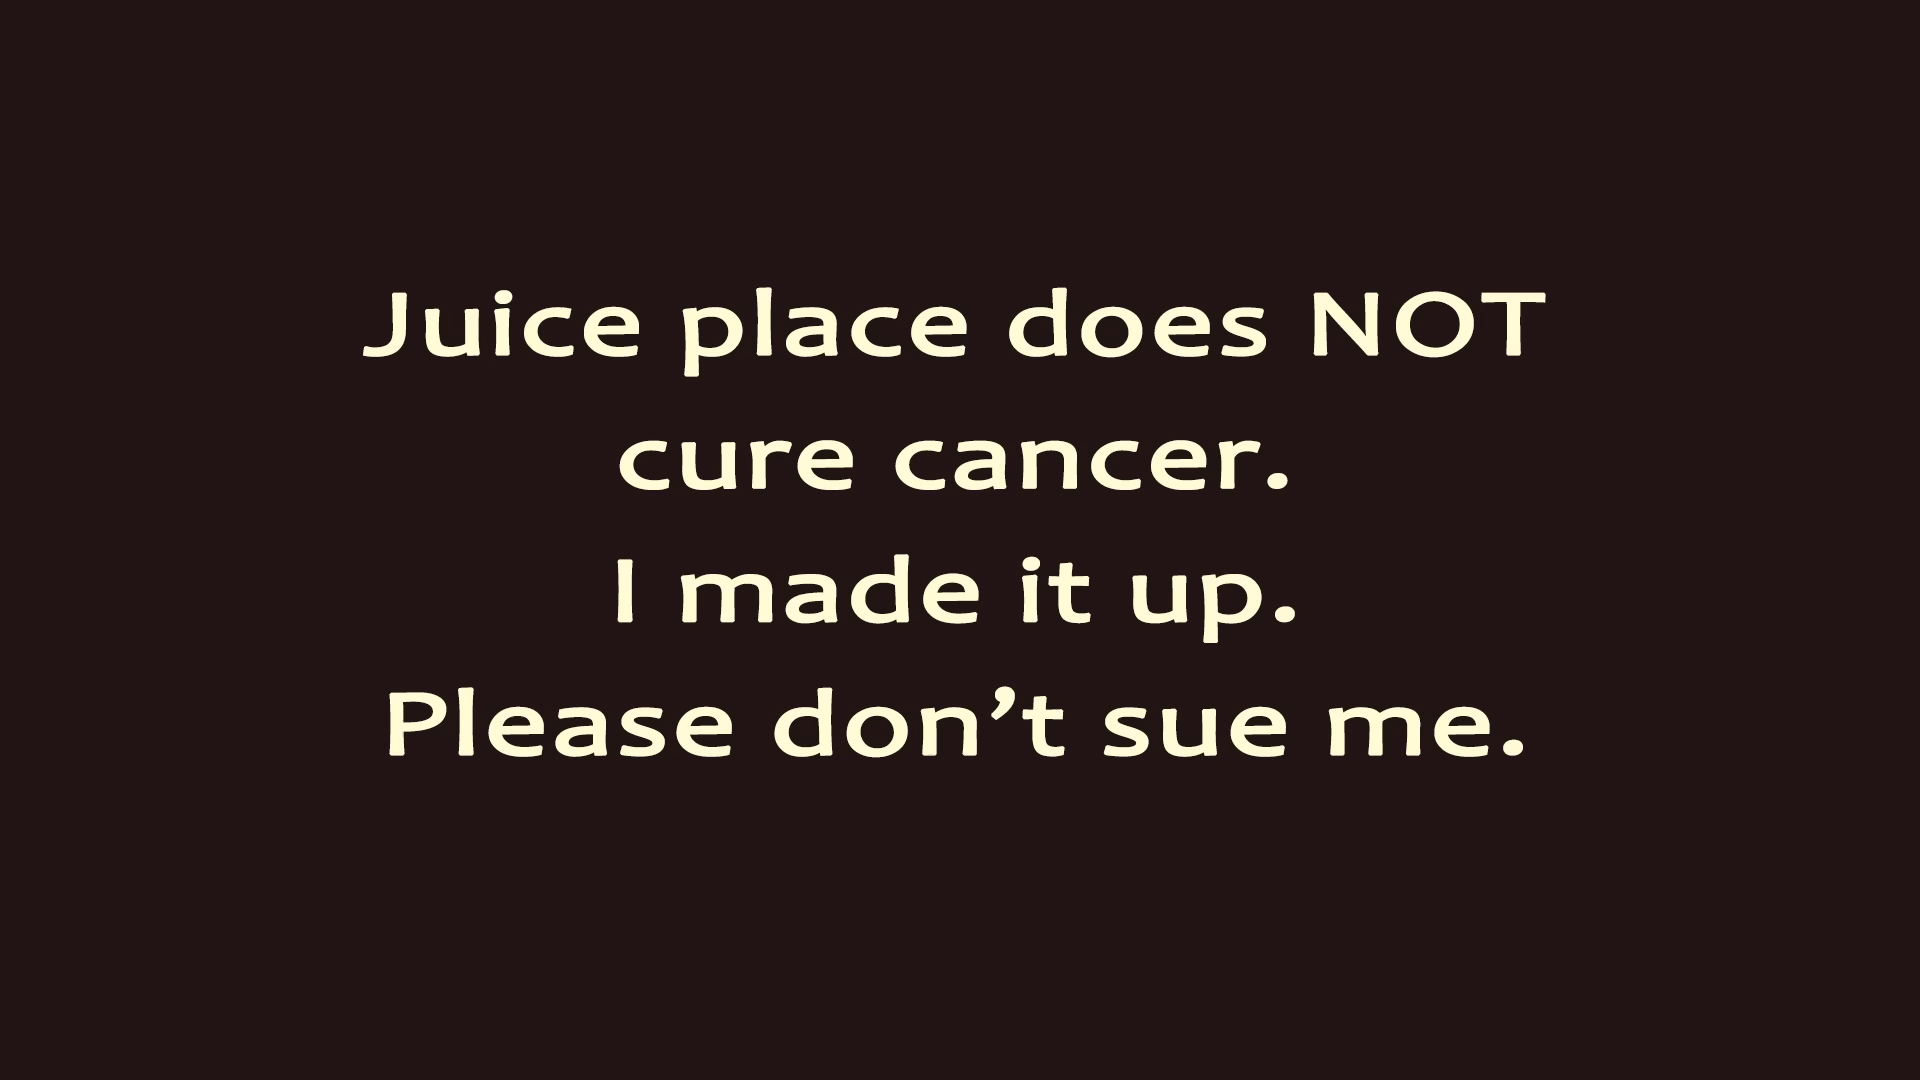 Juice place does NOT
cure cancer.
I made it up.
Please don’t sue me.